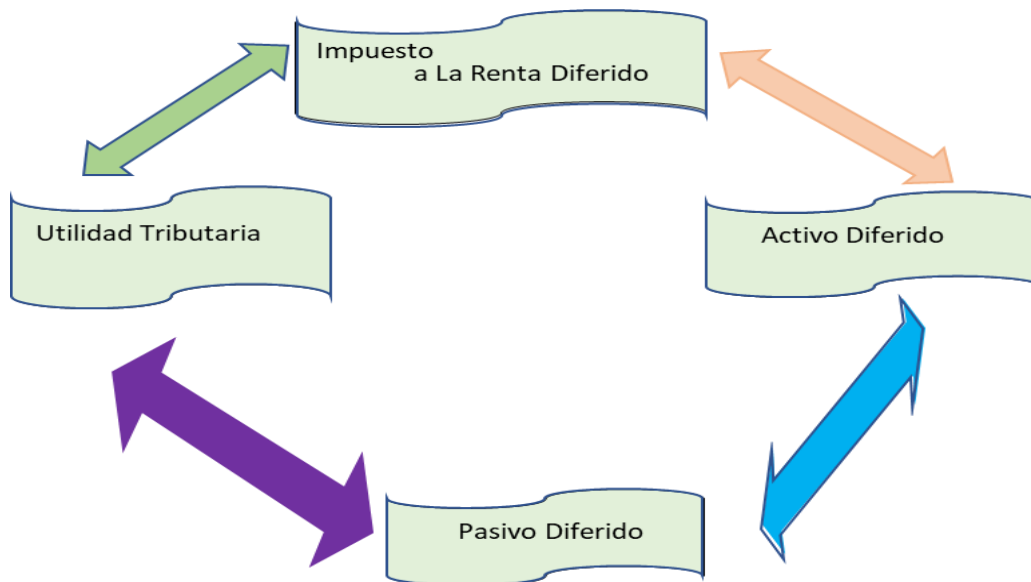 Impuesto
a La Renta Diferido
Utilidad Tributaria
Activo Diferido
Pasivo Diferido